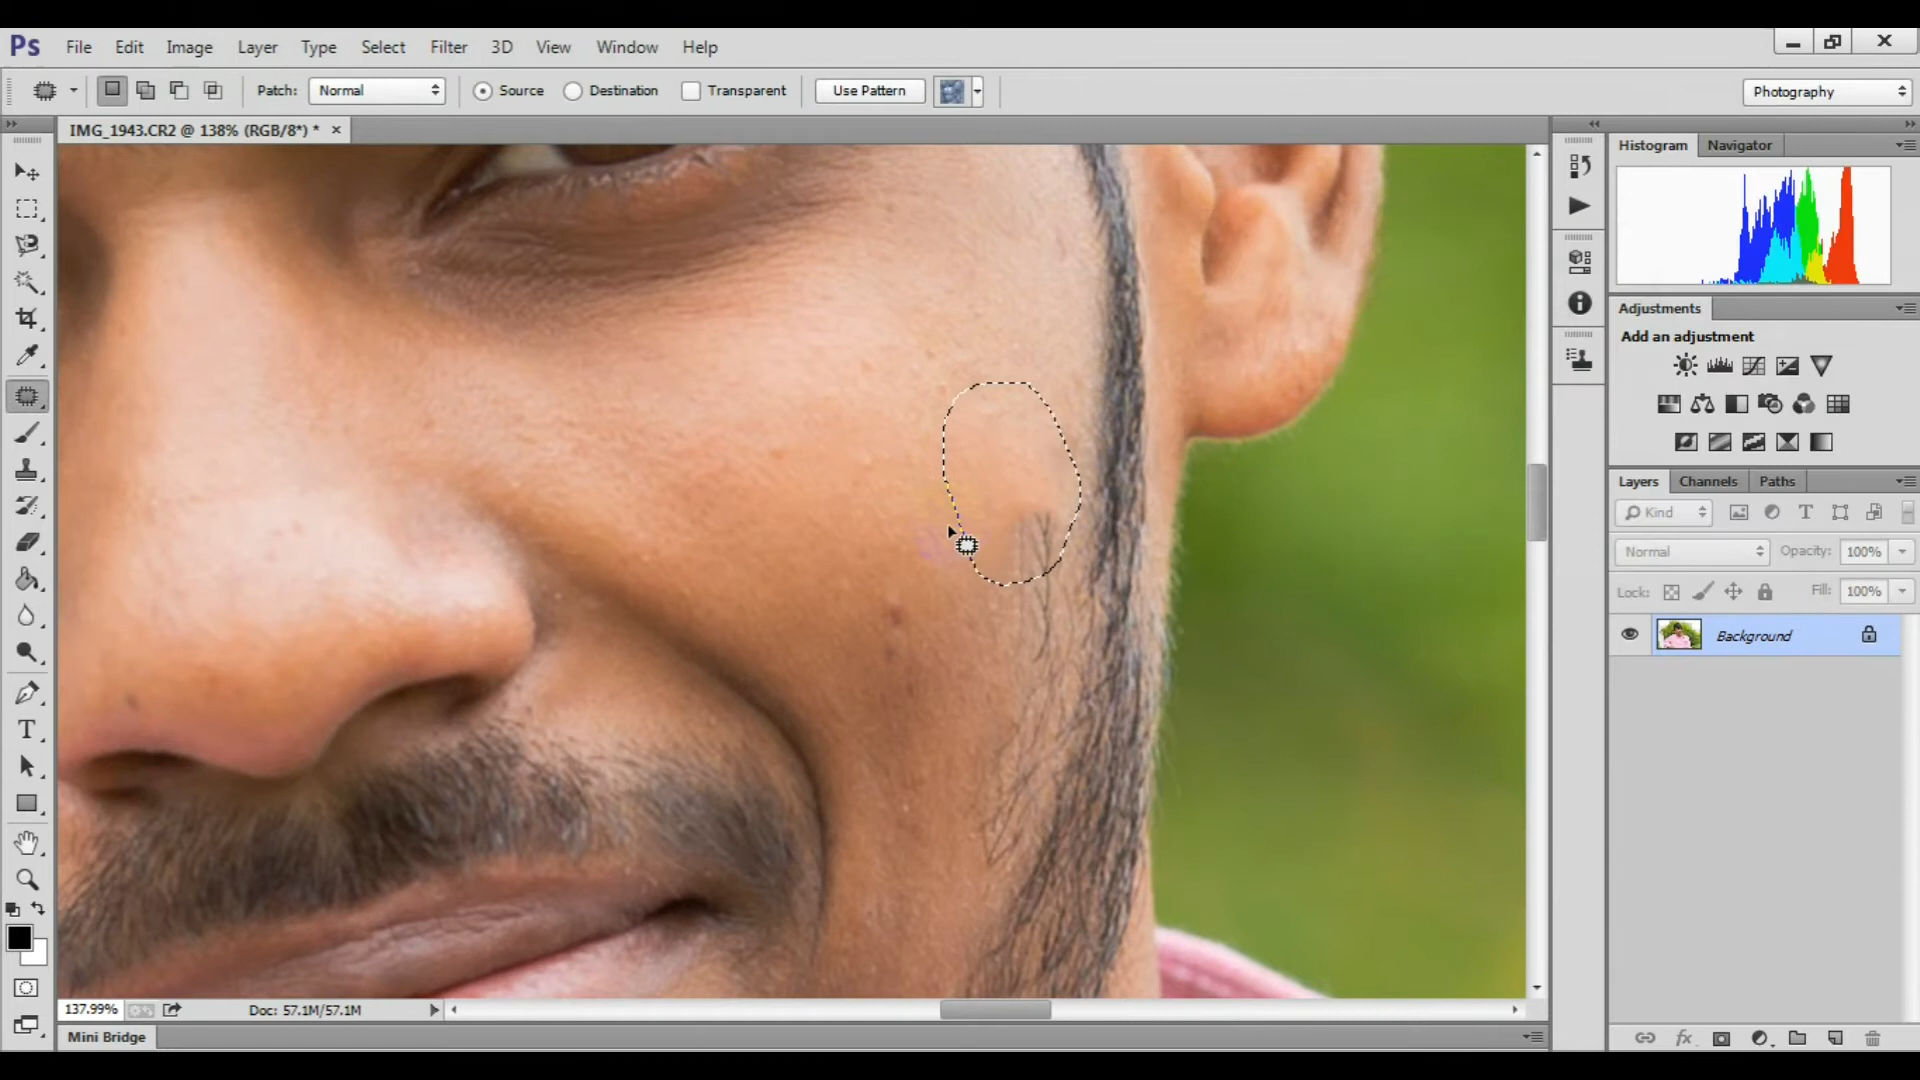 Ps File Edit Image Layer Type Select Filter 3D View Window Help
Patch: Normal Source Destination Transparent Use Pattern Photography
IMG_1943.CR2 @ 138% (RGB/8*) * ×
Histogram Navigator
Adjustments
Add an adjustment
Layers Channels Paths
Kind
Normal Opacity: 100%
Lock: Fill: 100%
Background
137.99% Doc: 57.1M/57.1M
Mini Bridge